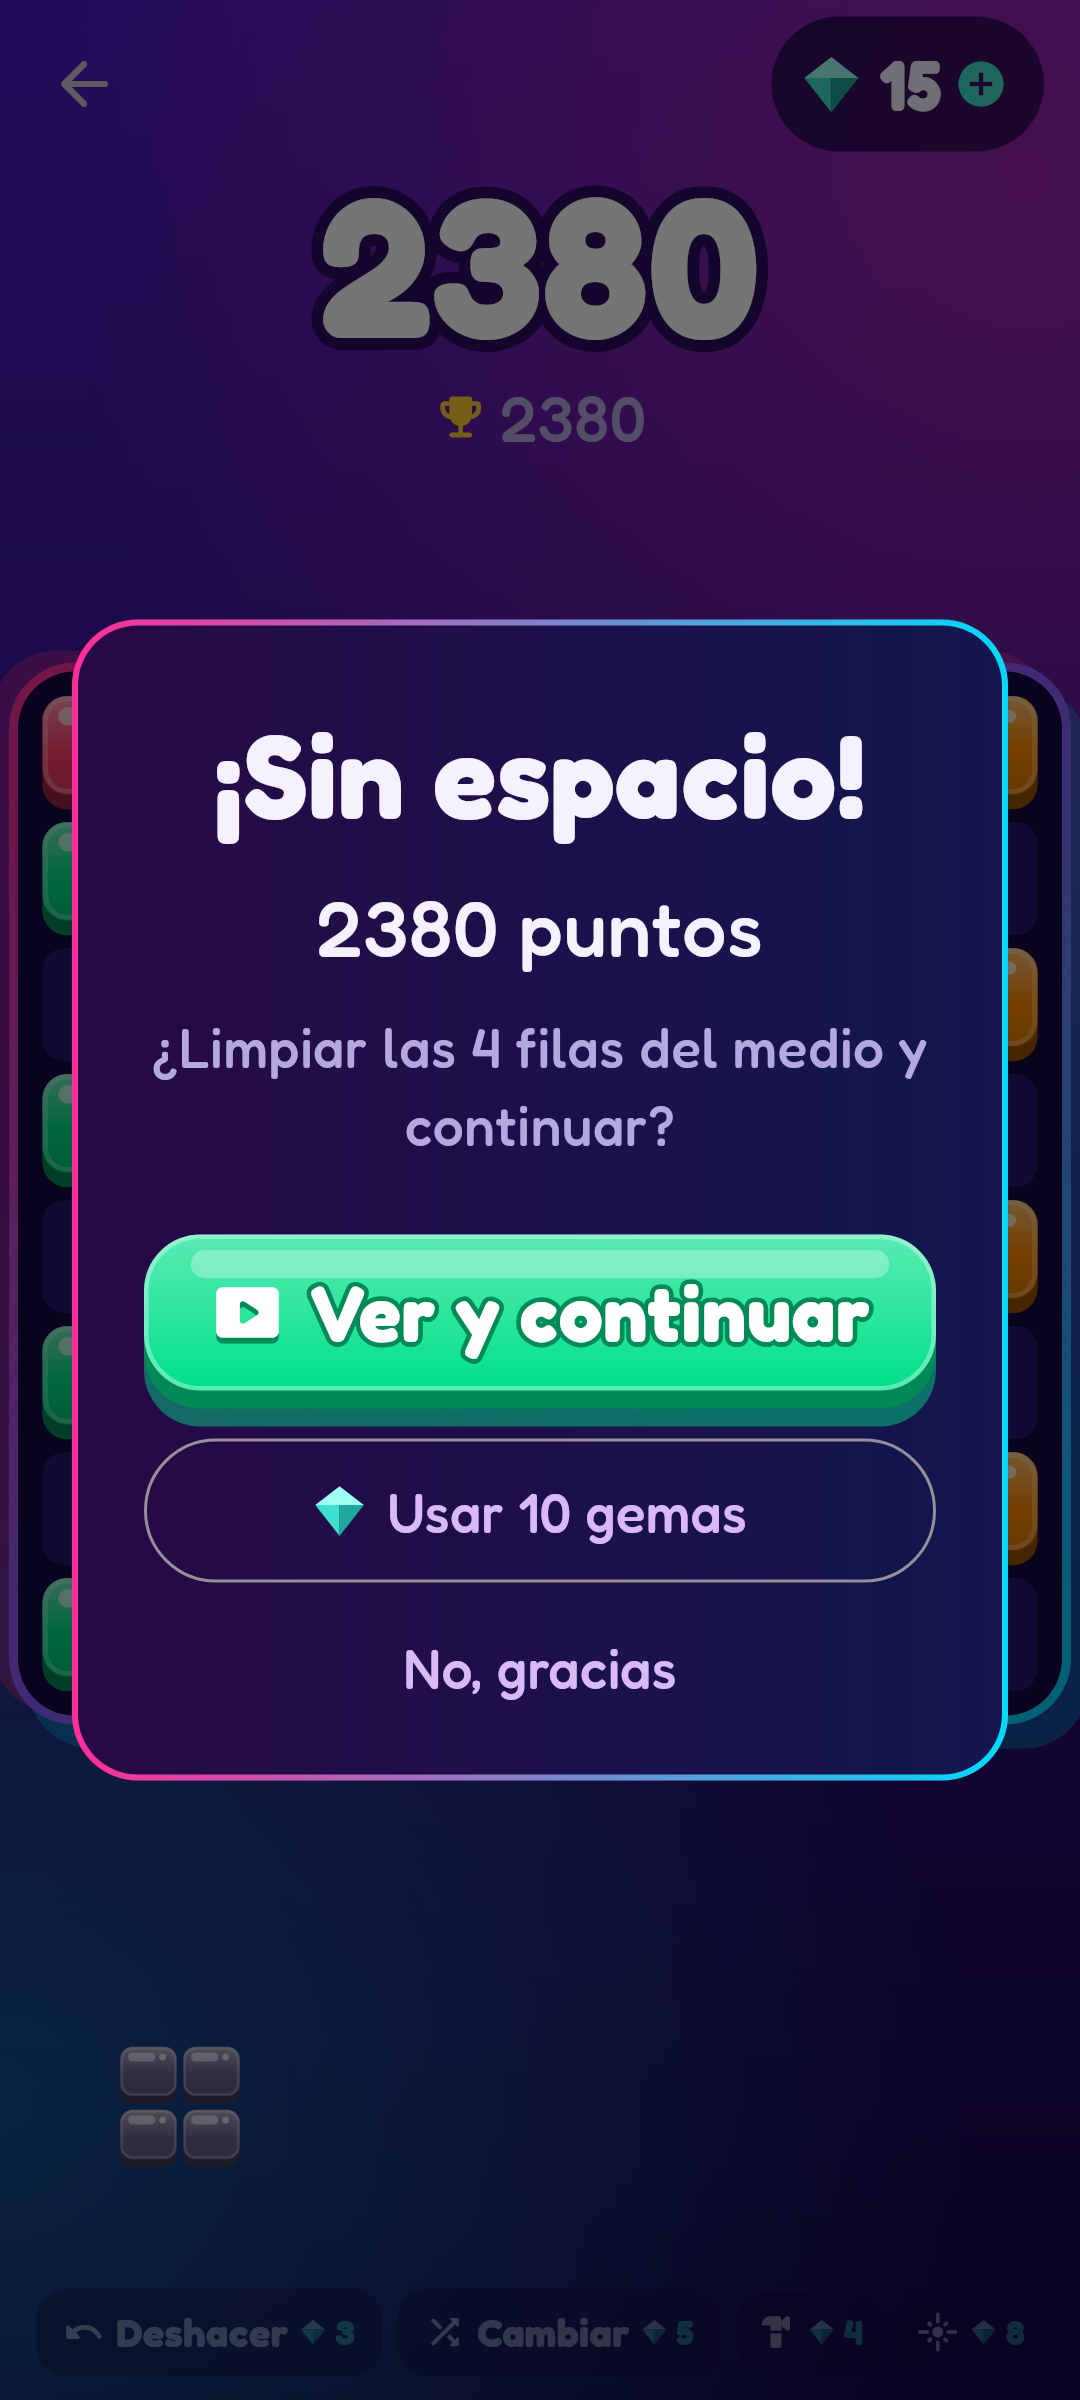 15
2380
2380
¡Sin espacio!
2380 puntos
¿Limpiar las 4 filas del medio y
continuar?
Ver y continuar
Usar 10 gemas
No, gracias
Deshacer 3 Cambiar 5 4 8